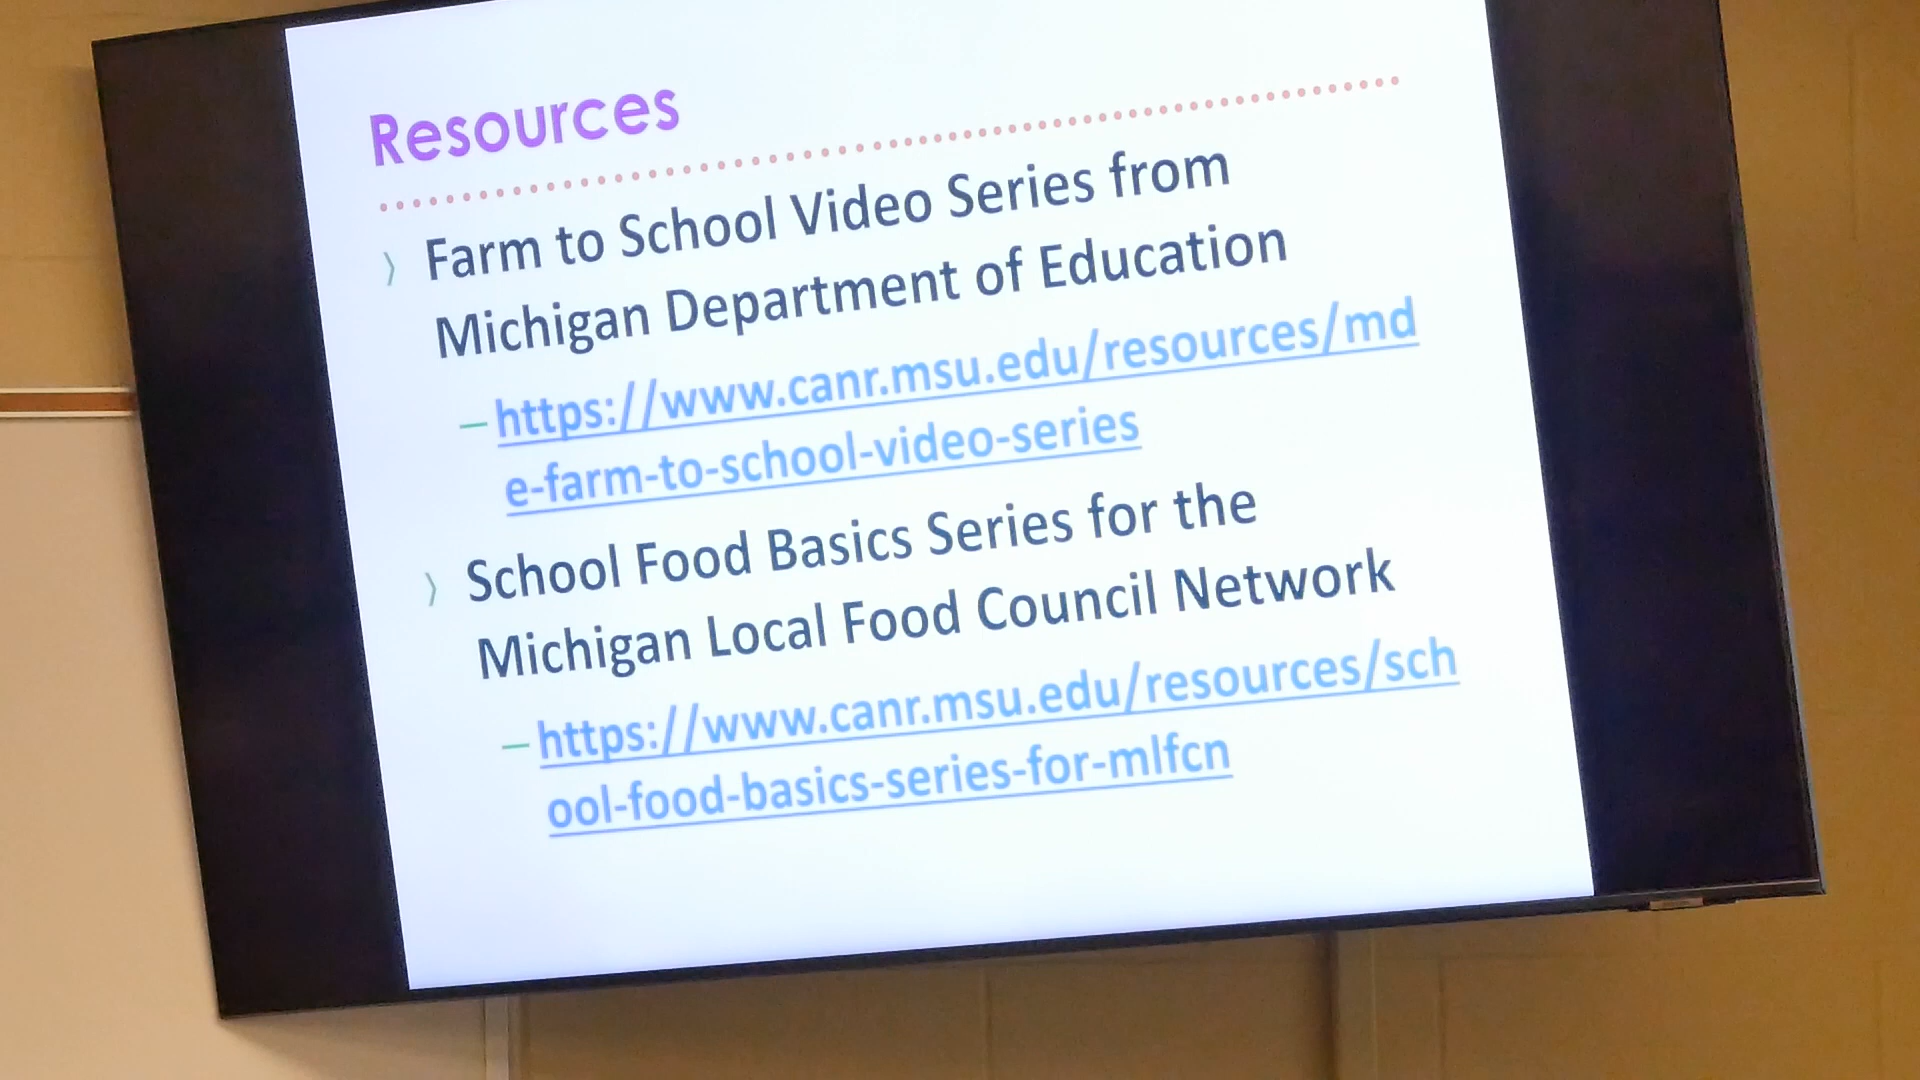 Resources
› Farm to School Video Series from
Michigan Department of Education
– https://www.canr.msu.edu/resources/md
e-farm-to-school-video-series
› School Food Basics Series for the
Michigan Local Food Council Network
– https://www.canr.msu.edu/resources/sch
ool-food-basics-series-for-mlfcn